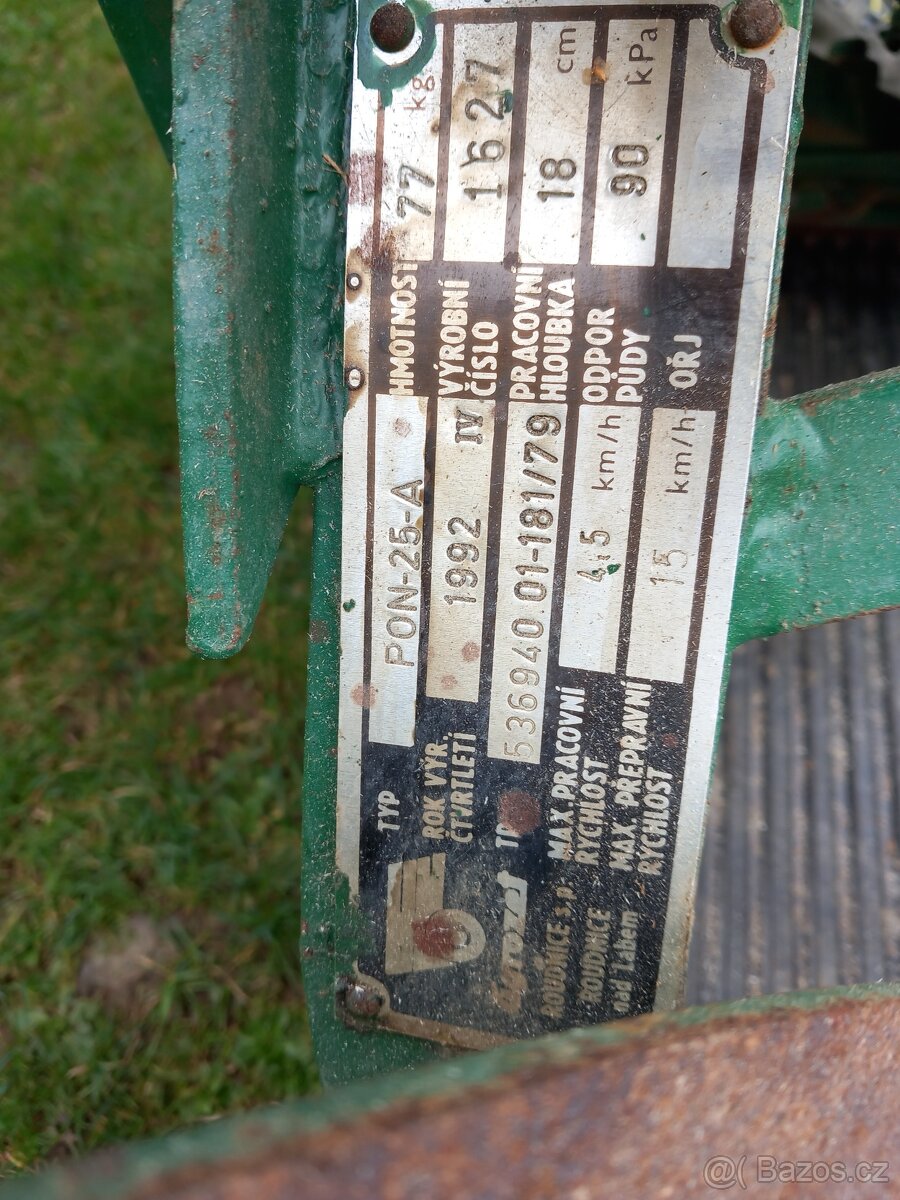 TYP PON-25-A HMOTNOST 77 kg
ROK VÝR. ČTVRTLETÍ 1992 IV VÝROBNÍ ČÍSLO 1627
536940 01-181/79 PRACOVNÍ HLOUBKA 18 cm
MAX. PRACOVNÍ RYCHLOST 4,5 km/h ODPOR PŮDY 90 kPa
MAX. PREPRAVNÍ RYCHLOST 15 km/h OŘJ
Agrozet
ROUDNICE s.p.
ROUDNICE
nad Labem
@( Bazos.cz